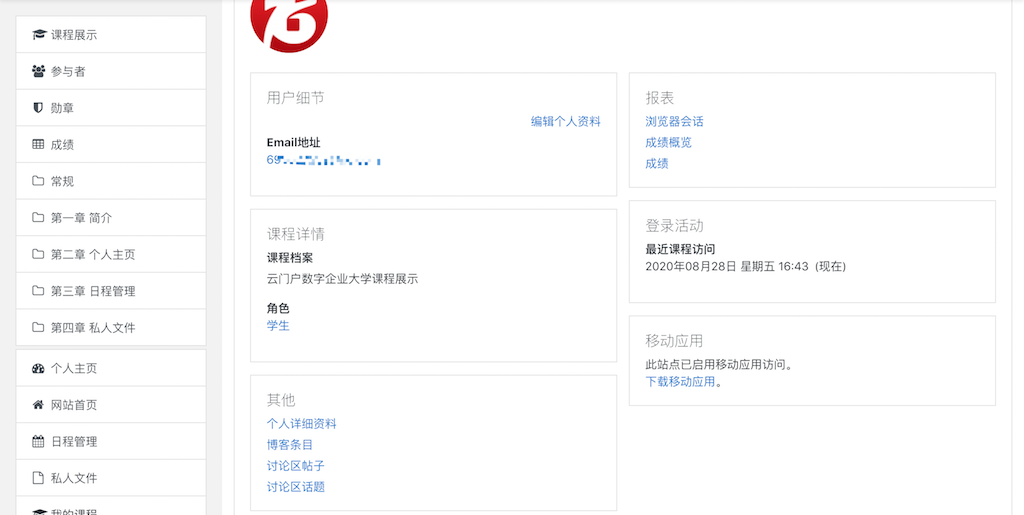 课程展示
参与者
勋章
成绩
常规
第一章 简介
第二章 个人主页
第三章 日程管理
第四章 私人文件
个人主页
网站首页
日程管理
私人文件
我的课程
用户细节
编辑个人资料
Email地址
69
课程详情
课程档案
云门户数字企业大学课程展示
角色
学生
其他
个人详细资料
博客条目
讨论区帖子
讨论区话题
报表
浏览器会话
成绩概览
成绩
登录活动
最近课程访问
2020年08月28日 星期五 16:43 (现在)
移动应用
此站点已启用移动应用访问。
下载移动应用。